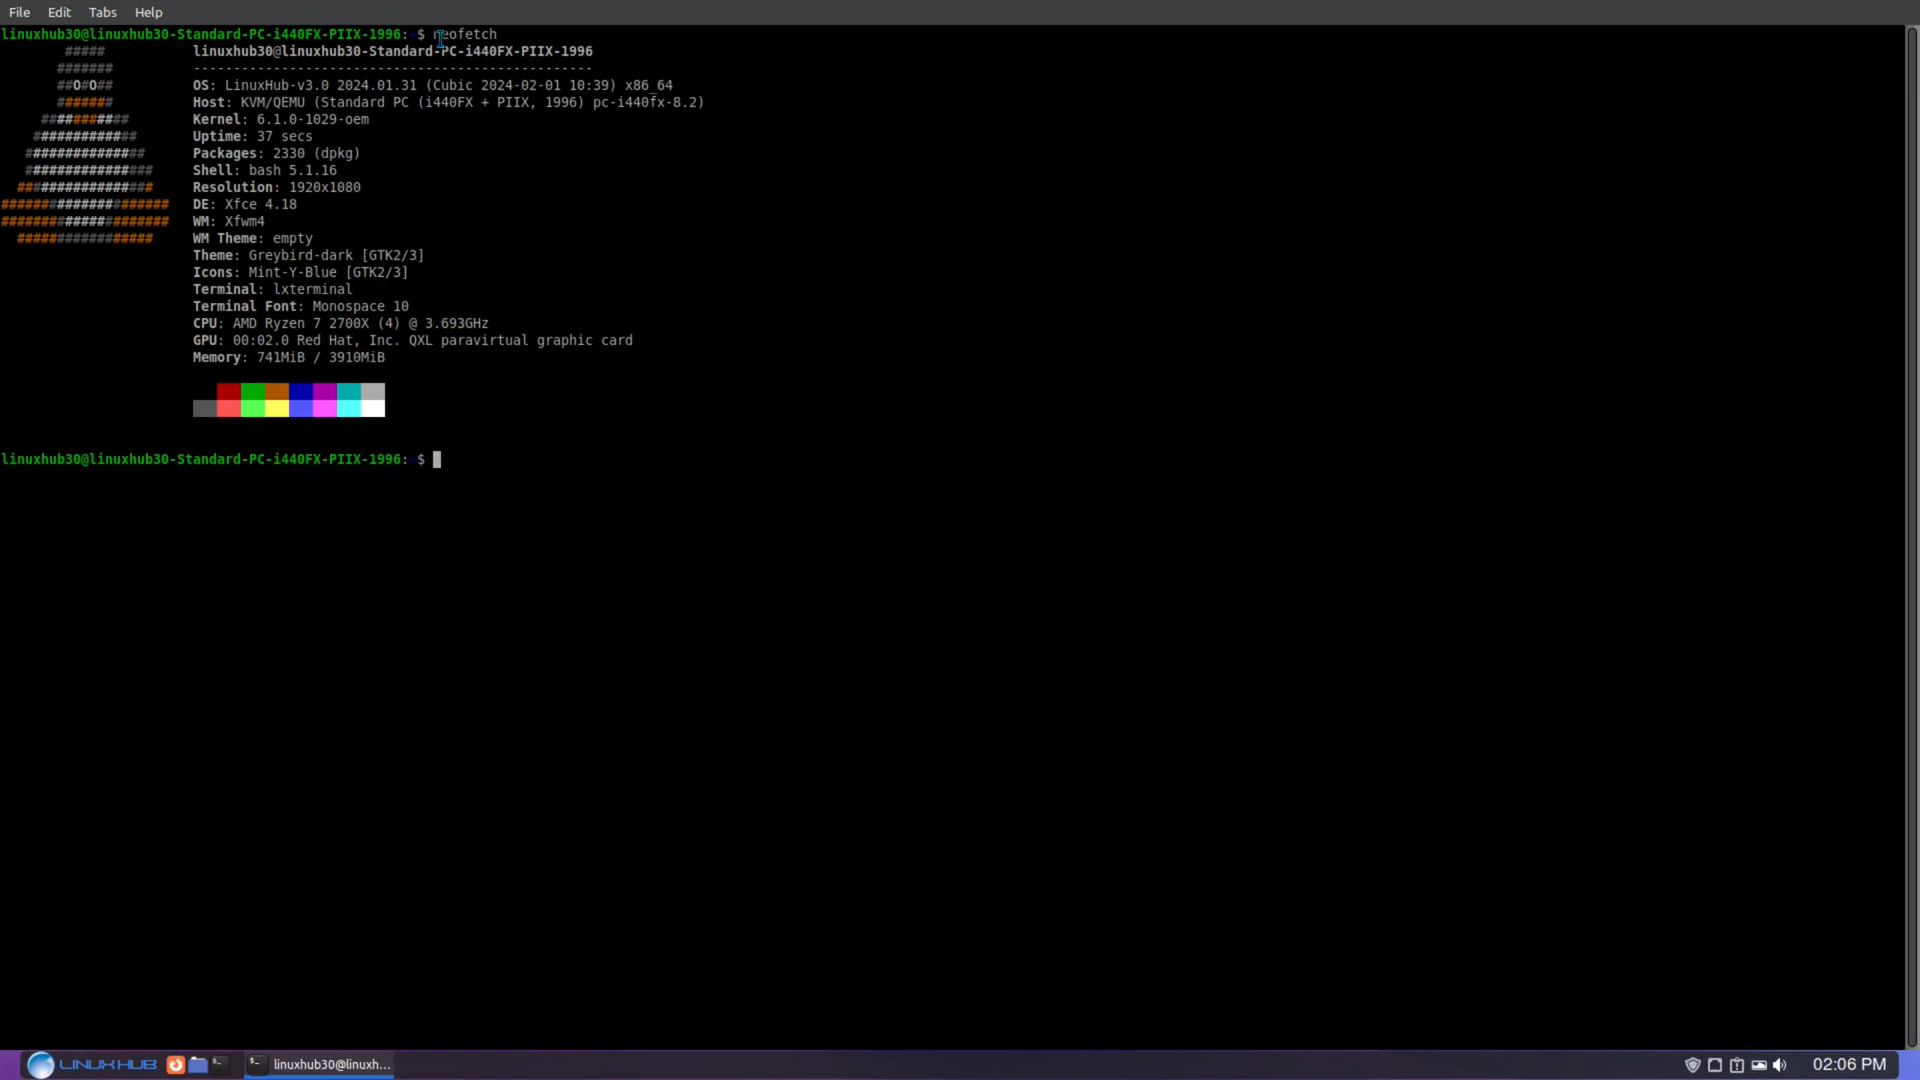 File Edit Tabs Help
linuxhub30@linuxhub30-Standard-PC-i440FX-PIIX-1996:~$ neofetch
##### linuxhub30@linuxhub30-Standard-PC-i440FX-PIIX-1996
####### --------------------------------------------------
##O#O## OS: LinuxHub-v3.0 2024.01.31 (Cubic 2024-02-01 10:39) x86_64
####### Host: KVM/QEMU (Standard PC (i440FX + PIIX, 1996) pc-i440fx-8.2)
########### Kernel: 6.1.0-1029-oem
############# Uptime: 37 secs
############### Packages: 2330 (dpkg)
################ Shell: bash 5.1.16
################# Resolution: 1920x1080
##################### DE: Xfce 4.18
##################### WM: Xfwm4
################# WM Theme: empty
Theme: Greybird-dark [GTK2/3]
Icons: Mint-Y-Blue [GTK2/3]
Terminal: lxterminal
Terminal Font: Monospace 10
CPU: AMD Ryzen 7 2700X (4) @ 3.693GHz
GPU: 00:02.0 Red Hat, Inc. QXL paravirtual graphic card
Memory: 741MiB / 3910MiB
linuxhub30@linuxhub30-Standard-PC-i440FX-PIIX-1996:~$
LINUXHUB linuxhub30@linuxh... 02:06 PM